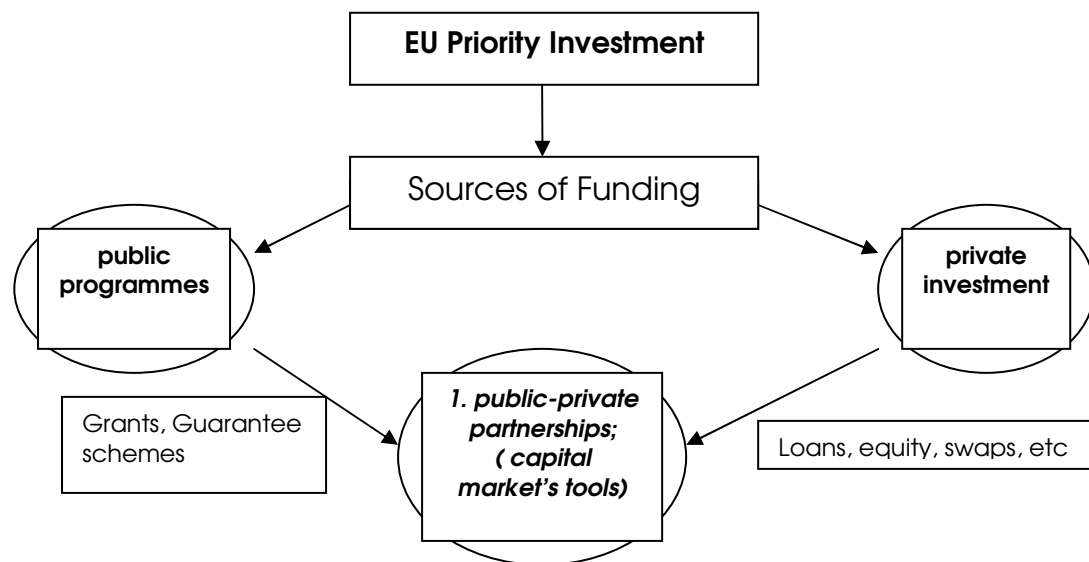 EU Priority Investment
Sources of Funding
public
programmes
private
investment
Grants, Guarantee
schemes
1. public-private
partnerships;
( capital
market's tools)
Loans, equity, swaps, etc